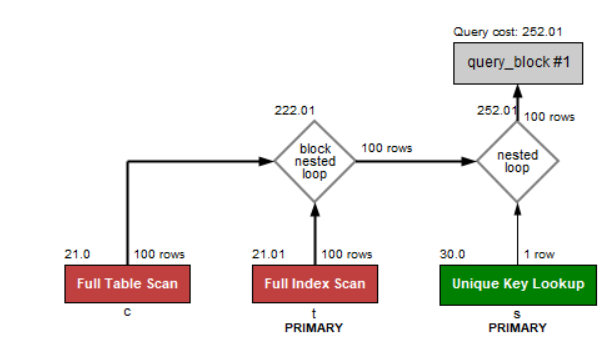 Query cost: 252.01
query_block #1
222.01
252.01
100 rows
block
nested
loop
100 rows
nested
loop
21.0
100 rows
21.01
100 rows
30.0
1 row
Full Table Scan
Full Index Scan
Unique Key Lookup
c
t
s
PRIMARY
PRIMARY